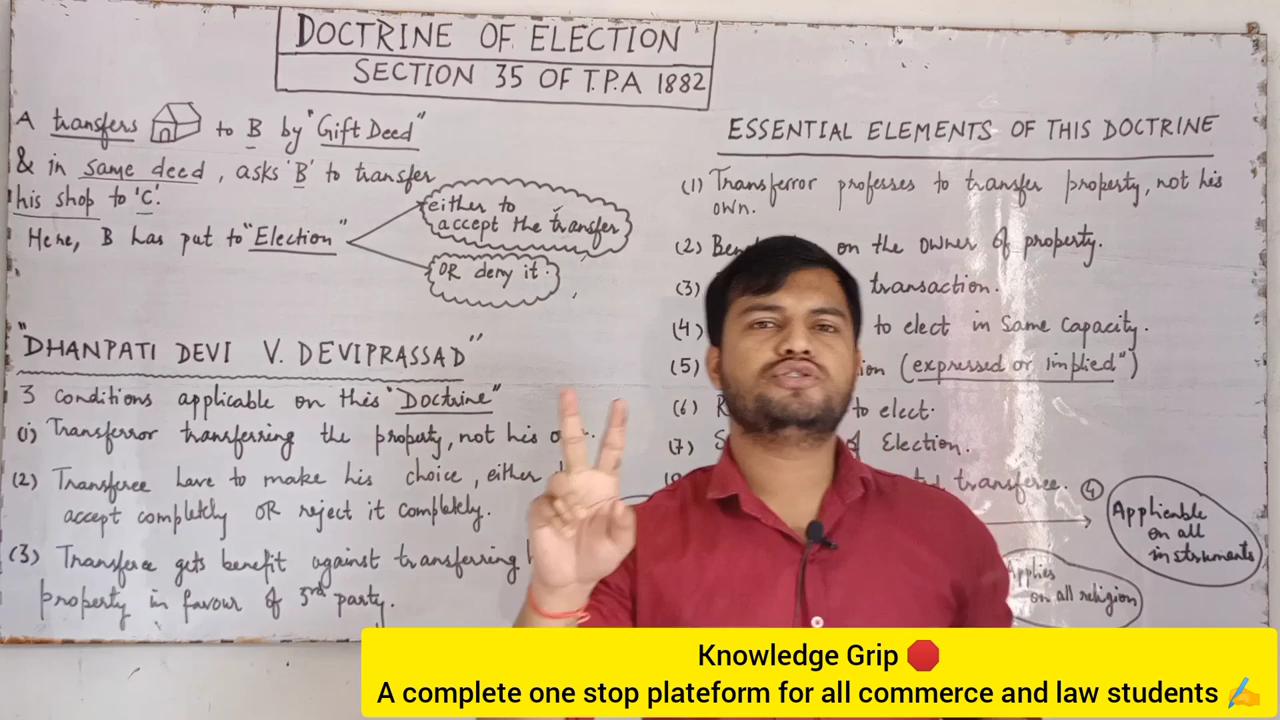 DOCTRINE OF ELECTION
SECTION 35 OF T.P.A 1882
A transfers to B by "Gift Deed"
& in same deed, asks 'B' to transfer
his shop to 'C'.
Here, B has put to "Election"
either to
accept the transfer
OR deny it.
"DHANPATI DEVI V. DEVIPRASSAD"
3 conditions applicable on this "Doctrine"
(1) Transferror transferring the property, not his
(2) Transferee have to make his choice, either
accept completely OR reject it completely.
(3) Transferee gets benefit against transferring
property in favour of 3rd party.
ESSENTIAL ELEMENTS OF THIS DOCTRINE
(1) Transferror professes to transfer property, not his
own.
(2) on the owner of property.
(3) transaction.
(4) to elect in same capacity.
(5) (expressed or implied")
(6) to elect.
(7) of Election.
transferee. 4
Applicable
on all
instruments
Applies
on all religion
Knowledge Grip 🛑
A complete one stop plateform for all commerce and law students ✍️